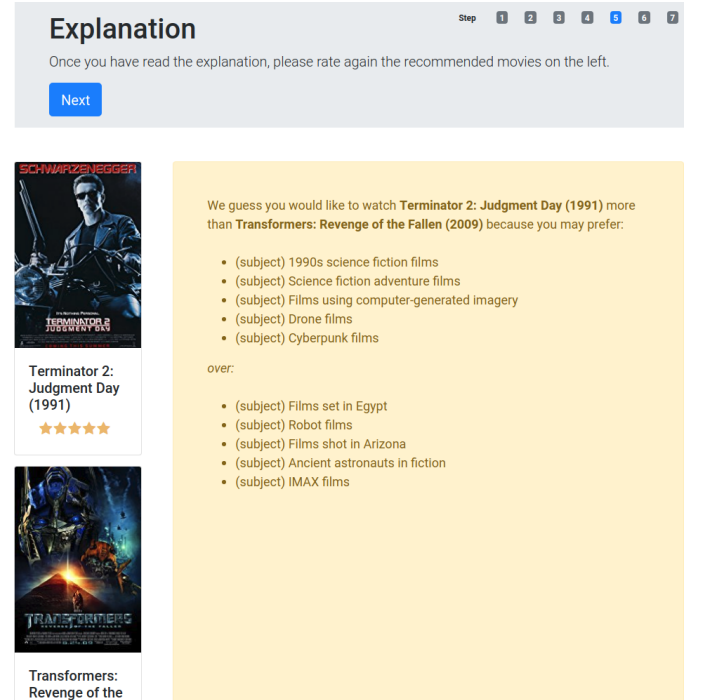 Explanation
Step 1 2 3 4 5 6 7
Once you have read the explanation, please rate again the recommended movies on the left.
Next
SCHWARZENEGGER
IT'S NOTHING PERSONAL.
TERMINATOR 2
JUDGMENT DAY
Terminator 2:
Judgment Day
(1991)
We guess you would like to watch Terminator 2: Judgment Day (1991) more
than Transformers: Revenge of the Fallen (2009) because you may prefer:
(subject) 1990s science fiction films
(subject) Science fiction adventure films
(subject) Films using computer-generated imagery
(subject) Drone films
(subject) Cyberpunk films
over:
(subject) Films set in Egypt
(subject) Robot films
(subject) Films shot in Arizona
(subject) Ancient astronauts in fiction
(subject) IMAX films
TRANSFORMERS
REVENGE OF THE FALLEN
Transformers:
Revenge of the